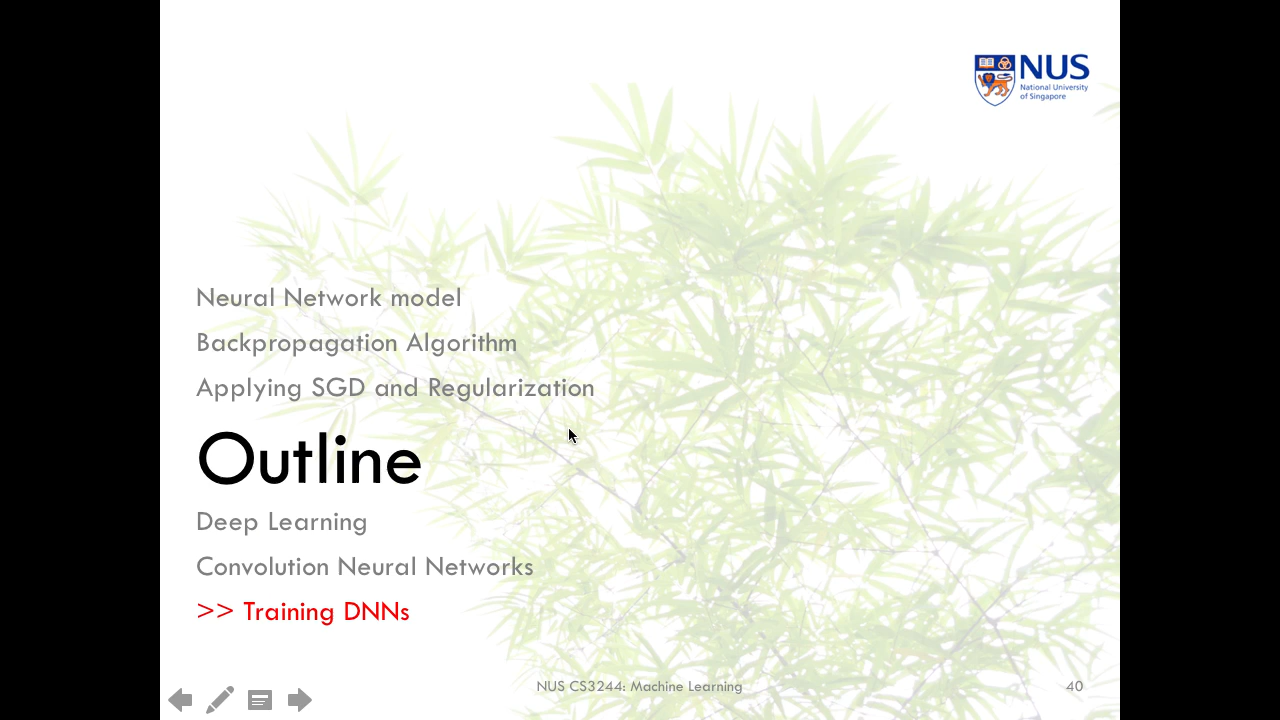 NUS
National University
of Singapore
Neural Network model
Backpropagation Algorithm
Applying SGD and Regularization
Outline
Deep Learning
Convolution Neural Networks
>> Training DNNs
NUS CS3244: Machine Learning
40